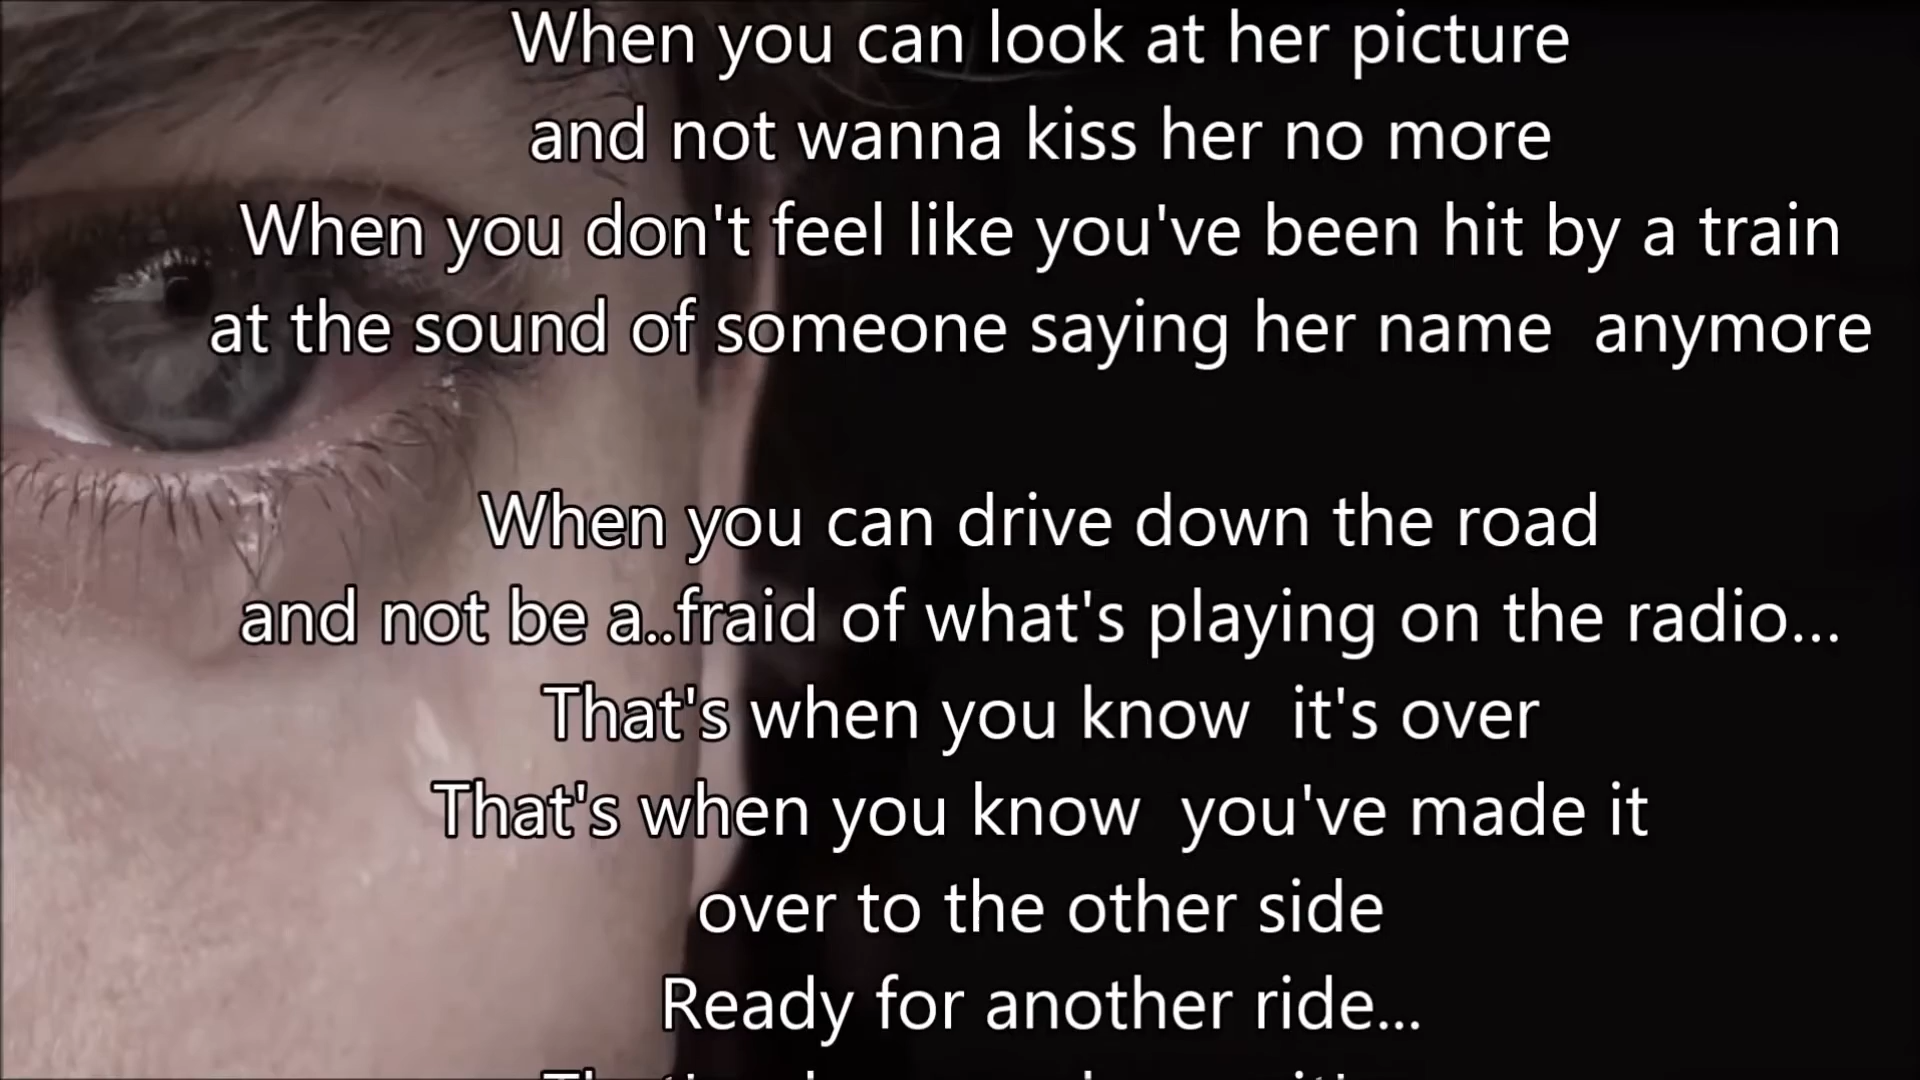 When you can look at her picture
and not wanna kiss her no more
When you don't feel like you've been hit by a train
at the sound of someone saying her name  anymore
When you can drive down the road
and not be a..fraid of what's playing on the radio...
That's when you know  it's over
That's when you know  you've made it
over to the other side
Ready for another ride...